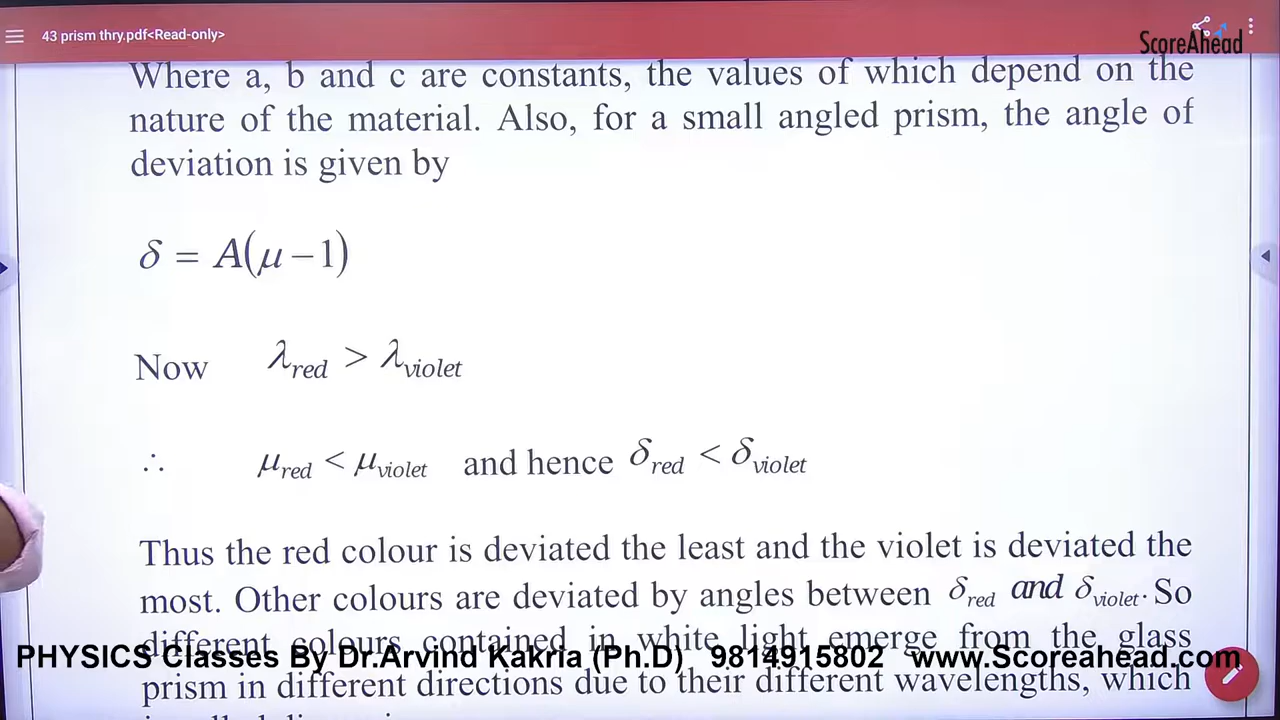 43 prism thry.pdf<Read-only>
ScoreAhead
Where a, b and c are constants, the values of which depend on the
nature of the material. Also, for a small angled prism, the angle of
deviation is given by
δ = A(μ − 1)
Now λred > λviolet
∴ μred < μviolet and hence δred < δviolet
Thus the red colour is deviated the least and the violet is deviated the
most. Other colours are deviated by angles between δred and δviolet. So
different colours contained in white light emerge from the glass
PHYSICS Classes By Dr.Arvind Kakria (Ph.D) 9814915802 www.Scoreahead.com
prism in different directions due to their different wavelengths, which